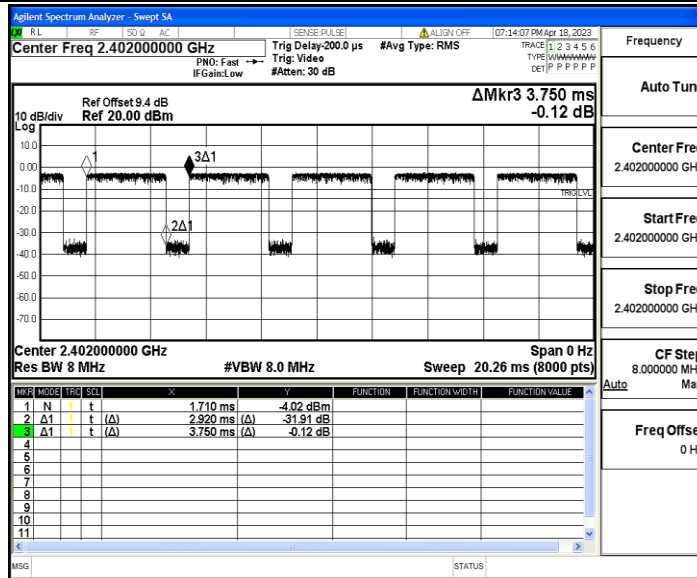 Agilent Spectrum Analyzer - Swept SA
RL RF 50 Ω AC SENSE:PULSE ALIGN OFF 07:14:07 PM Apr 18, 2023
Center Freq 2.402000000 GHz
PNO: Fast
IFGain:Low
Trig Delay-200.0 µs
Trig: Video
#Atten: 30 dB
#Avg Type: RMS
TRACE 1 2 3 4 5 6
TYPE WWWWWW
DET P P P P P P
ΔMkr3 3.750 ms
-0.12 dB
Ref Offset 9.4 dB
10 dB/div Ref 20.00 dBm
Log
10.0
0.00
-10.0
-20.0
-30.0
-40.0
-50.0
-60.0
-70.0
1
3Δ1
2Δ1
TRIG LVL
Center 2.402000000 GHz Span 0 Hz
Res BW 8 MHz #VBW 8.0 MHz Sweep 20.26 ms (8000 pts)
MKR MODE TRC SCL X Y FUNCTION FUNCTION WIDTH FUNCTION VALUE
1 N 1 t 1.710 ms -4.02 dBm
2 Δ1 1 t (Δ) 2.920 ms (Δ) -31.91 dB
3 Δ1 1 t (Δ) 3.750 ms (Δ) -0.12 dB
4
5
6
7
8
9
10
11
MSG STATUS
Frequency
Auto Tun
Center Fre
2.402000000 GH
Start Fre
2.402000000 GH
Stop Fre
2.402000000 GH
CF Step
8.000000 MH
Auto Ma
Freq Offse
0 H